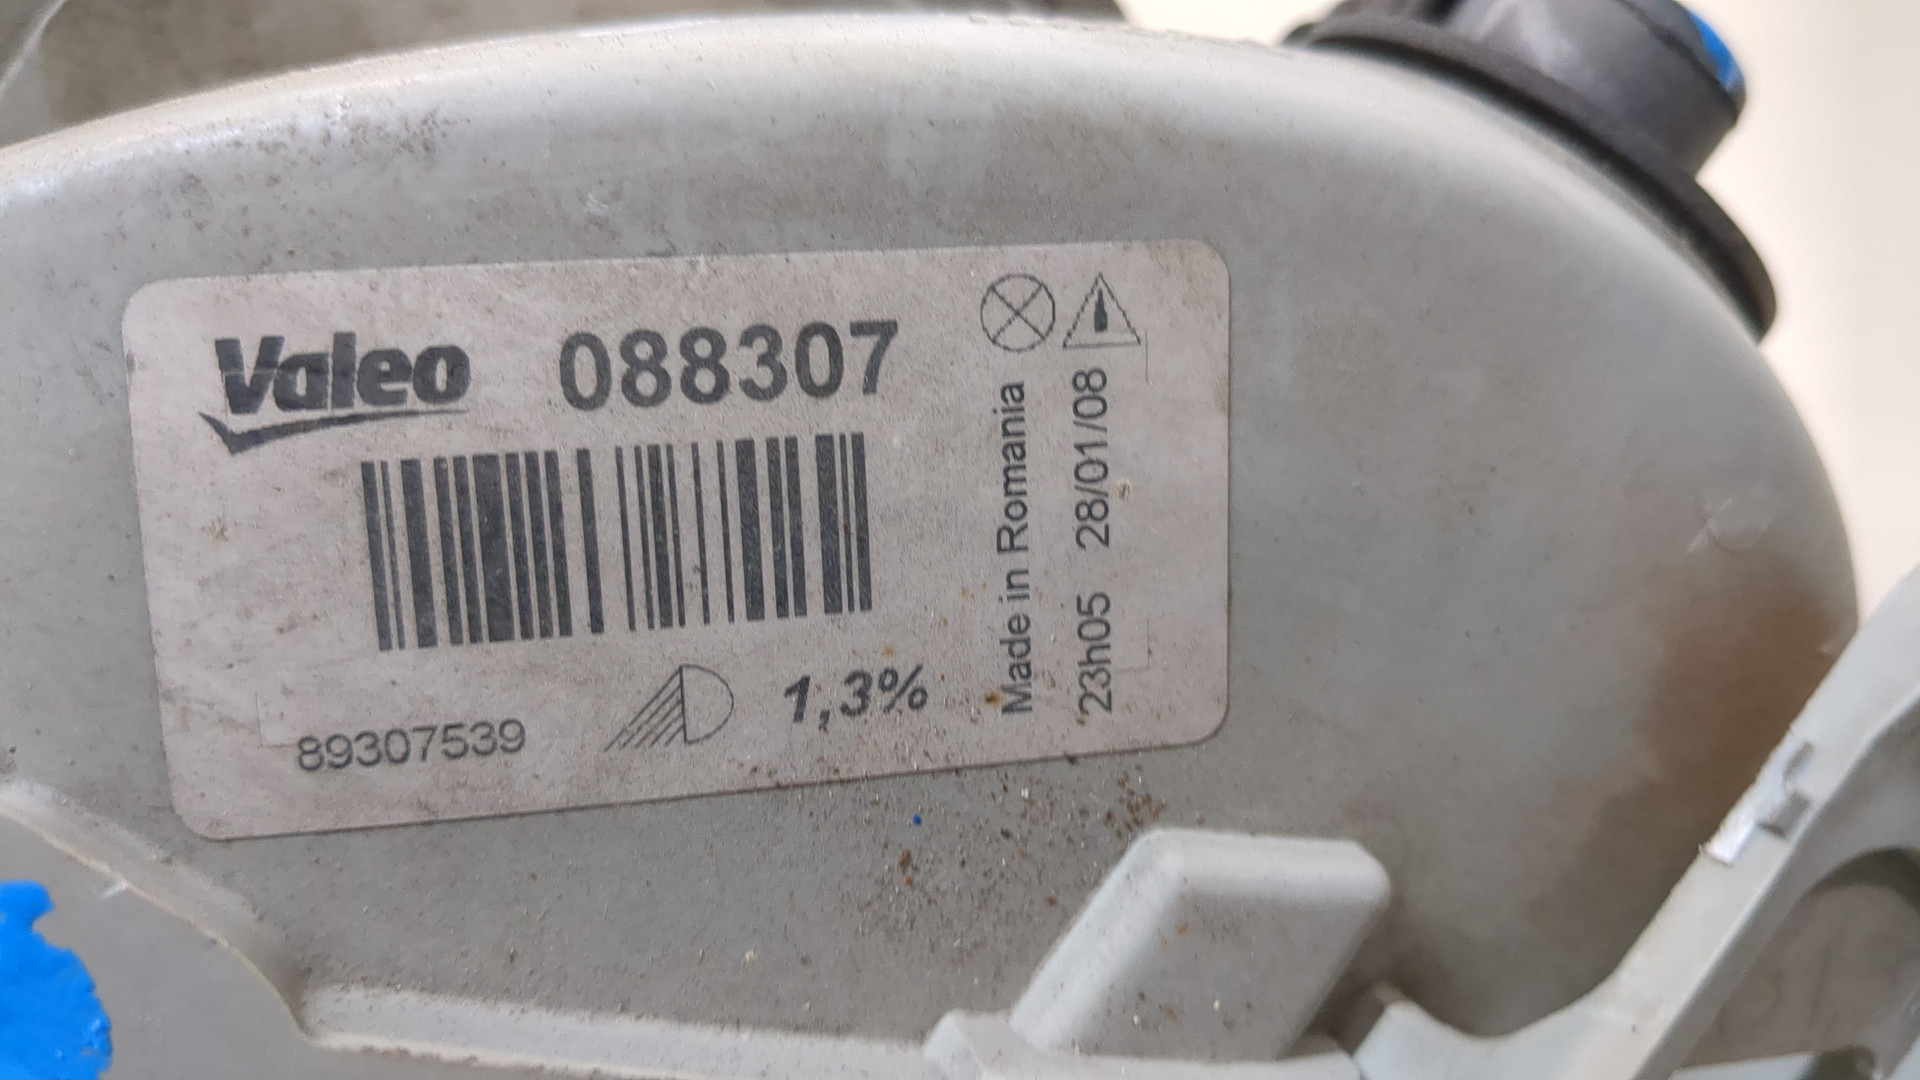 Valeo 088307
89307539 1,3%
Made in Romania
23h05 28/01/08